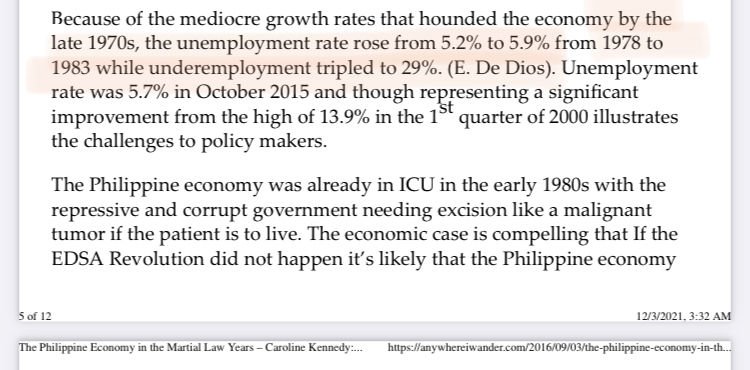 Because of the mediocre growth rates that hounded the economy by the
late 1970s, the unemployment rate rose from 5.2% to 5.9% from 1978 to
1983 while underemployment tripled to 29%. (E. De Dios). Unemployment
rate was 5.7% in October 2015 and though representing a significant
improvement from the high of 13.9% in the 1st quarter of 2000 illustrates
the challenges to policy makers.
The Philippine economy was already in ICU in the early 1980s with the
repressive and corrupt government needing excision like a malignant
tumor if the patient is to live. The economic case is compelling that If the
EDSA Revolution did not happen it's likely that the Philippine economy
5 of 12 12/3/2021, 3:32 AM
The Philippine Economy in the Martial Law Years – Caroline Kennedy:... https://anywhereiwander.com/2016/09/03/the-philippine-economy-in-th...